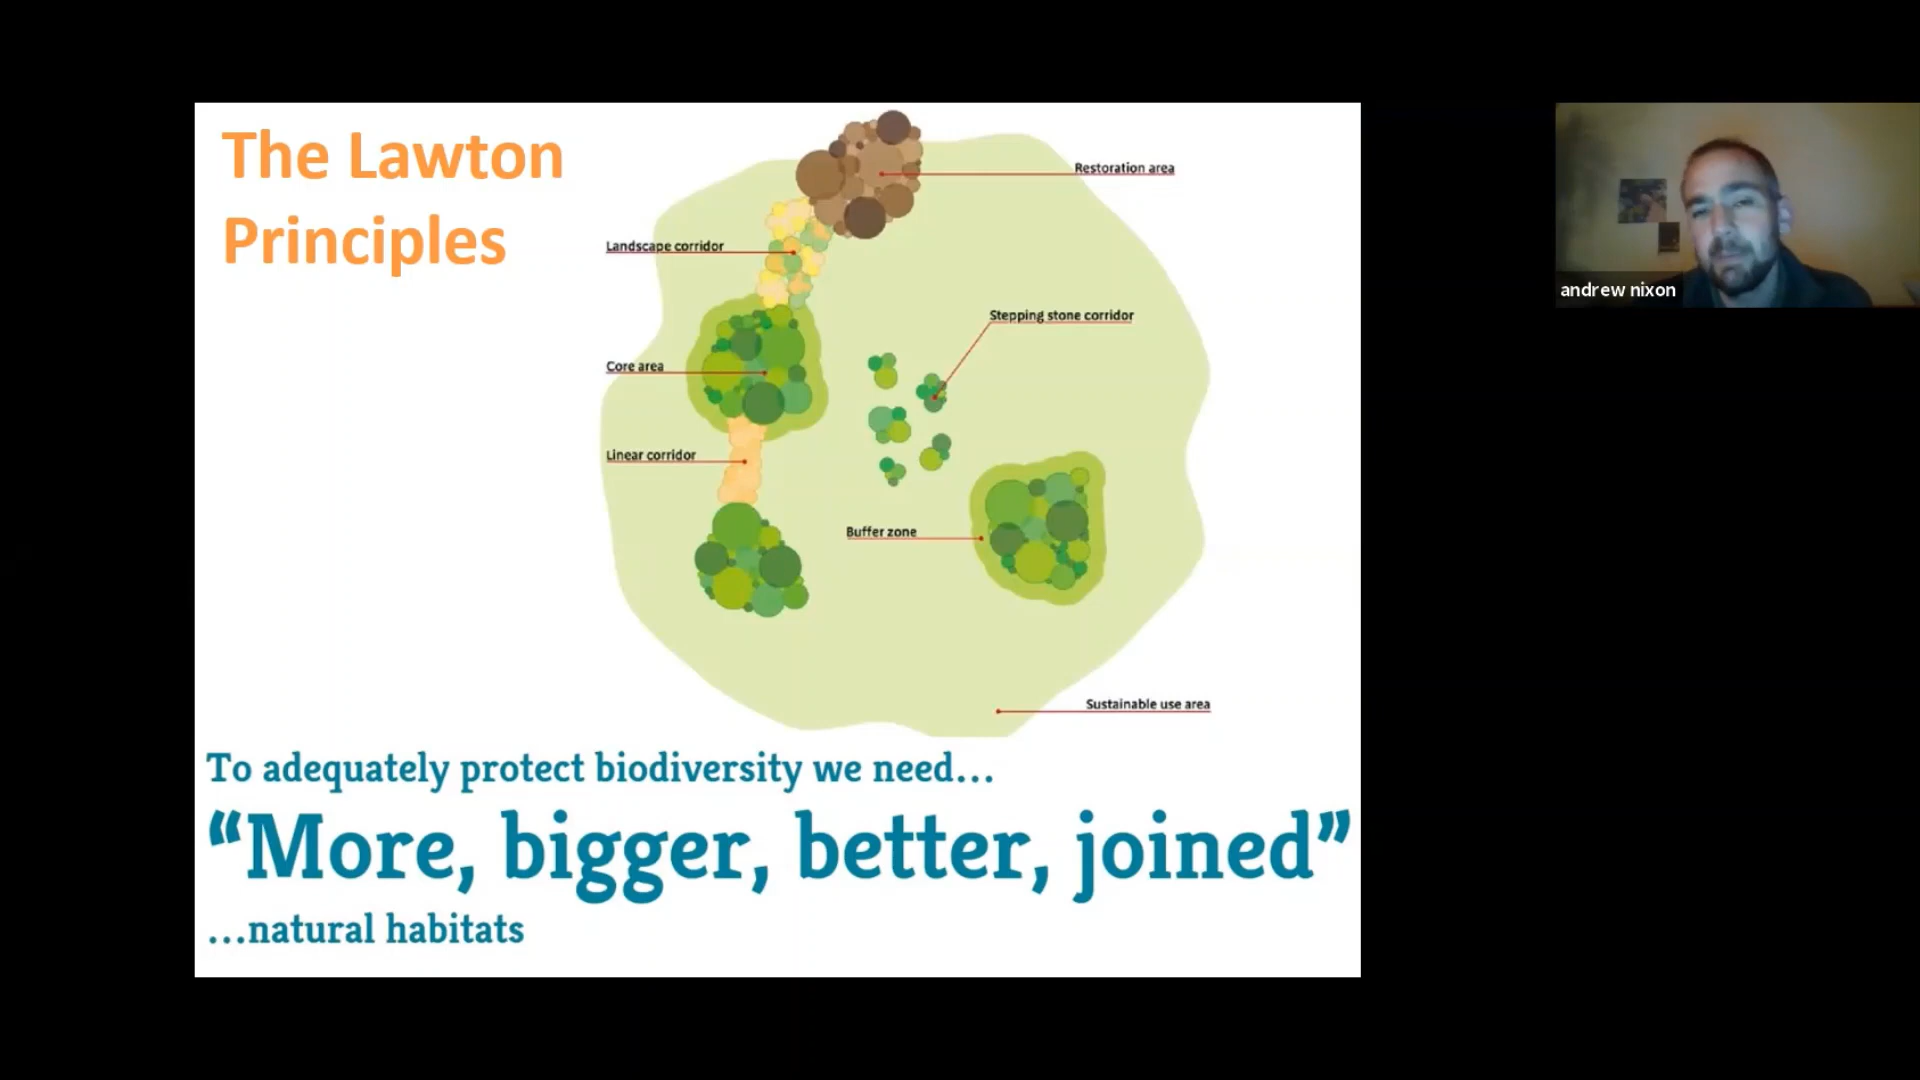 The Lawton
Principles
Restoration area
Landscape corridor
Stepping stone corridor
Core area
Linear corridor
Buffer zone
Sustainable use area
To adequately protect biodiversity we need...
“More, bigger, better, joined”
...natural habitats
andrew nixon